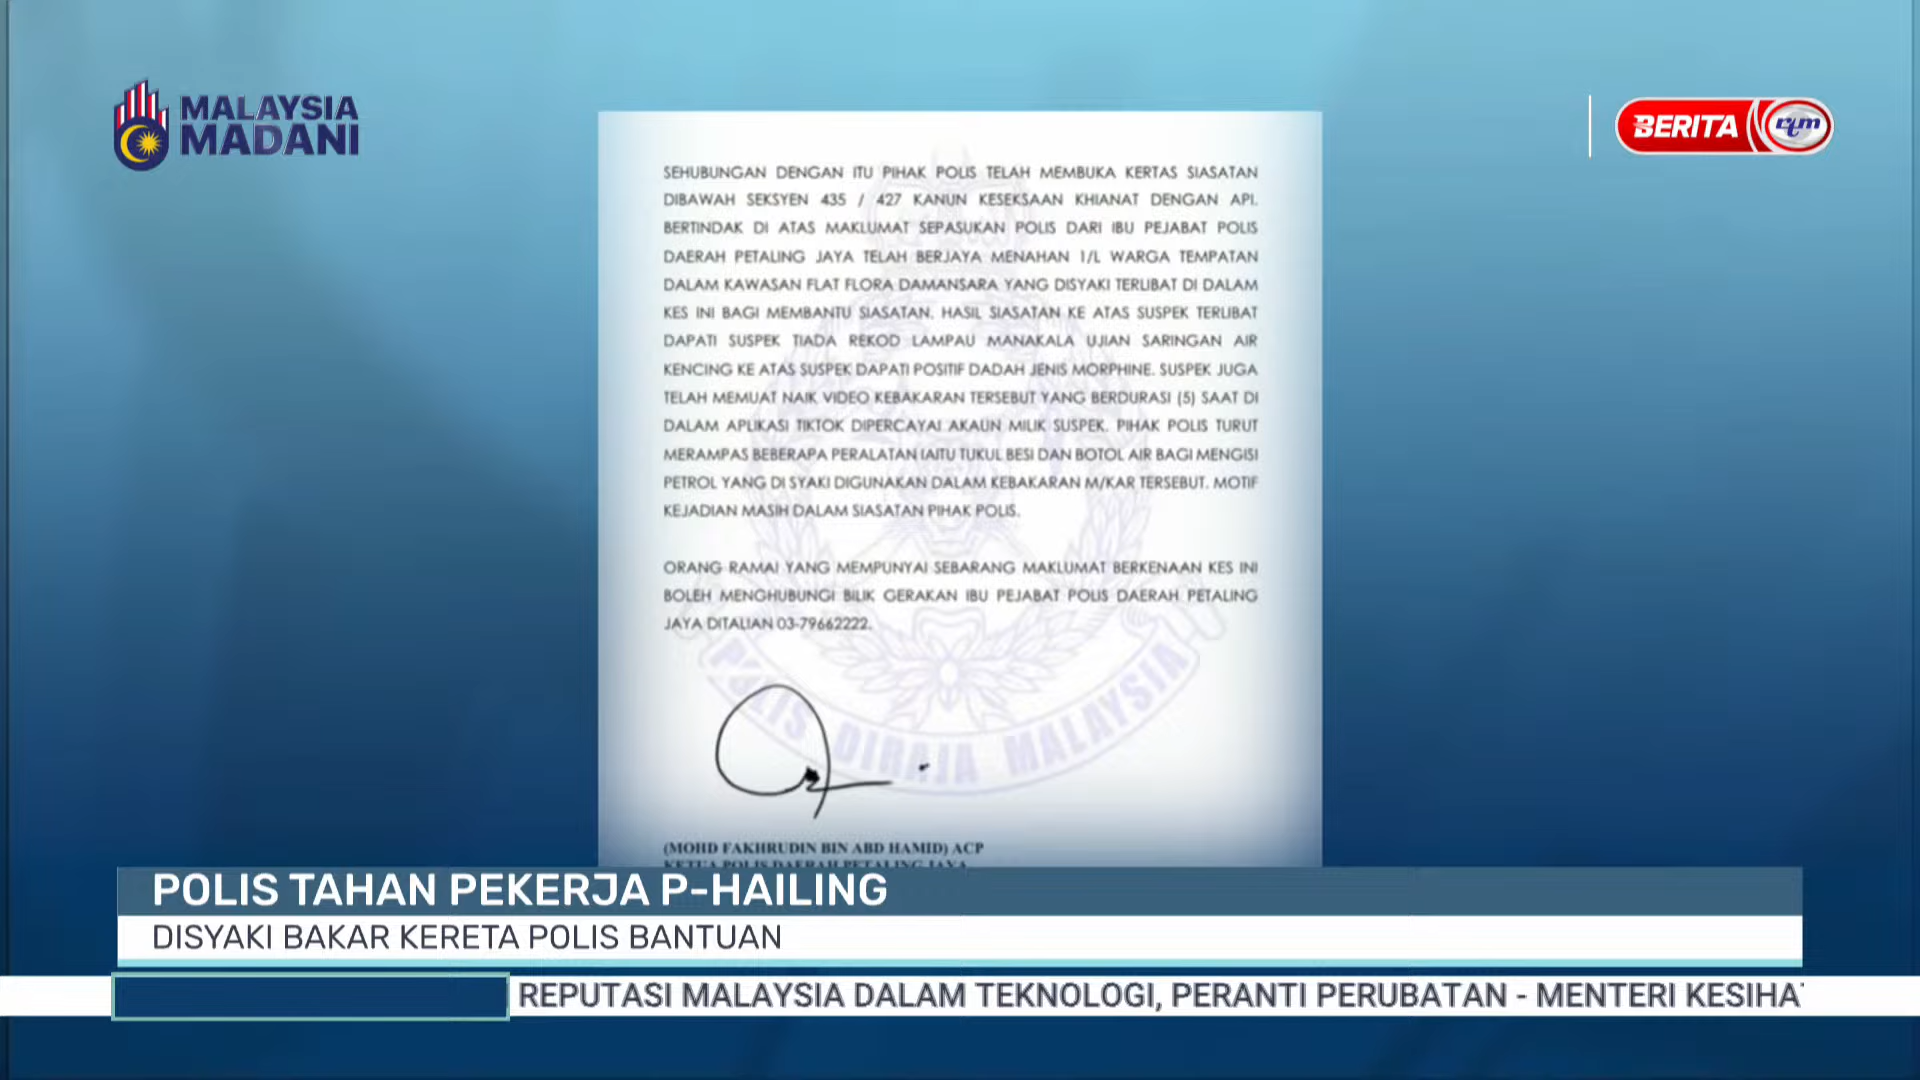 MALAYSIA
MADANI
BERITA rtm
SEHUBUNGAN DENGAN ITU PIHAK POLIS TELAH MEMBUKA KERTAS SIASATAN
DIBAWAH SEKSYEN 435 / 427 KANUN KESEKSAAN KHIANAT DENGAN API.
BERTINDAK DI ATAS MAKLUMAT SEPASUKAN POLIS DARI IBU PEJABAT POLIS
DAERAH PETALING JAYA TELAH BERJAYA MENAHAN 1/L WARGA TEMPATAN
DALAM KAWASAN FLAT FLORA DAMANSARA YANG DISYAKI TERLIBAT DI DALAM
KES INI BAGI MEMBANTU SIASATAN. HASIL SIASATAN KE ATAS SUSPEK TERLIBAT
DAPATI SUSPEK TIADA REKOD LAMPAU MANAKALA UJIAN SARINGAN AIR
KENCING KE ATAS SUSPEK DAPATI POSITIF DADAH JENIS MORPHINE. SUSPEK JUGA
TELAH MEMUAT NAIK VIDEO KEBAKARAN TERSEBUT YANG BERDURASI (5) SAAT DI
DALAM APLIKASI TIKTOK DIPERCAYAI AKAUN MILIK SUSPEK. PIHAK POLIS TURUT
MERAMPAS BEBERAPA PERALATAN IAITU TUKUL BESI DAN BOTOL AIR BAGI MENGISI
PETROL YANG DI SYAKI DIGUNAKAN DALAM KEBAKARAN M/KAR TERSEBUT. MOTIF
KEJADIAN MASIH DALAM SIASATAN PIHAK POLIS.
ORANG RAMAI YANG MEMPUNYAI SEBARANG MAKLUMAT BERKENAAN KES INI
BOLEH MENGHUBUNGI BILIK GERAKAN IBU PEJABAT POLIS DAERAH PETALING
JAYA DITALIAN 03-79662222.
POLIS DIRAJA MALAYSIA
(MOHD FAKHRUDIN BIN ABD HAMID) ACP
KETUA POLIS DAERAH PETALING JAYA
POLIS TAHAN PEKERJA P-HAILING
DISYAKI BAKAR KERETA POLIS BANTUAN
REPUTASI MALAYSIA DALAM TEKNOLOGI, PERANTI PERUBATAN - MENTERI KESIHA